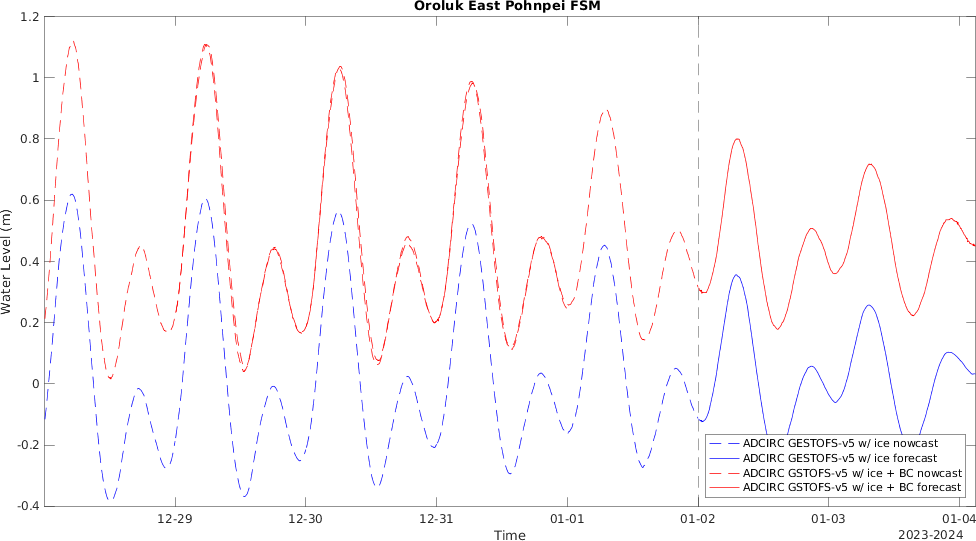 Oroluk East Pohnpei FSM
1.2
1
0.8
0.6
0.4
0.2
0
-0.2
-0.4
Water Level (m)
ADCIRC GESTOFS-v5 w/ ice nowcast
ADCIRC GESTOFS-v5 w/ ice forecast
ADCIRC GSTOFS-v5 w/ ice + BC nowcast
ADCIRC GSTOFS-v5 w/ ice + BC forecast
12-29 12-30 12-31 01-01 01-02 01-03 01-04
Time
2023-2024